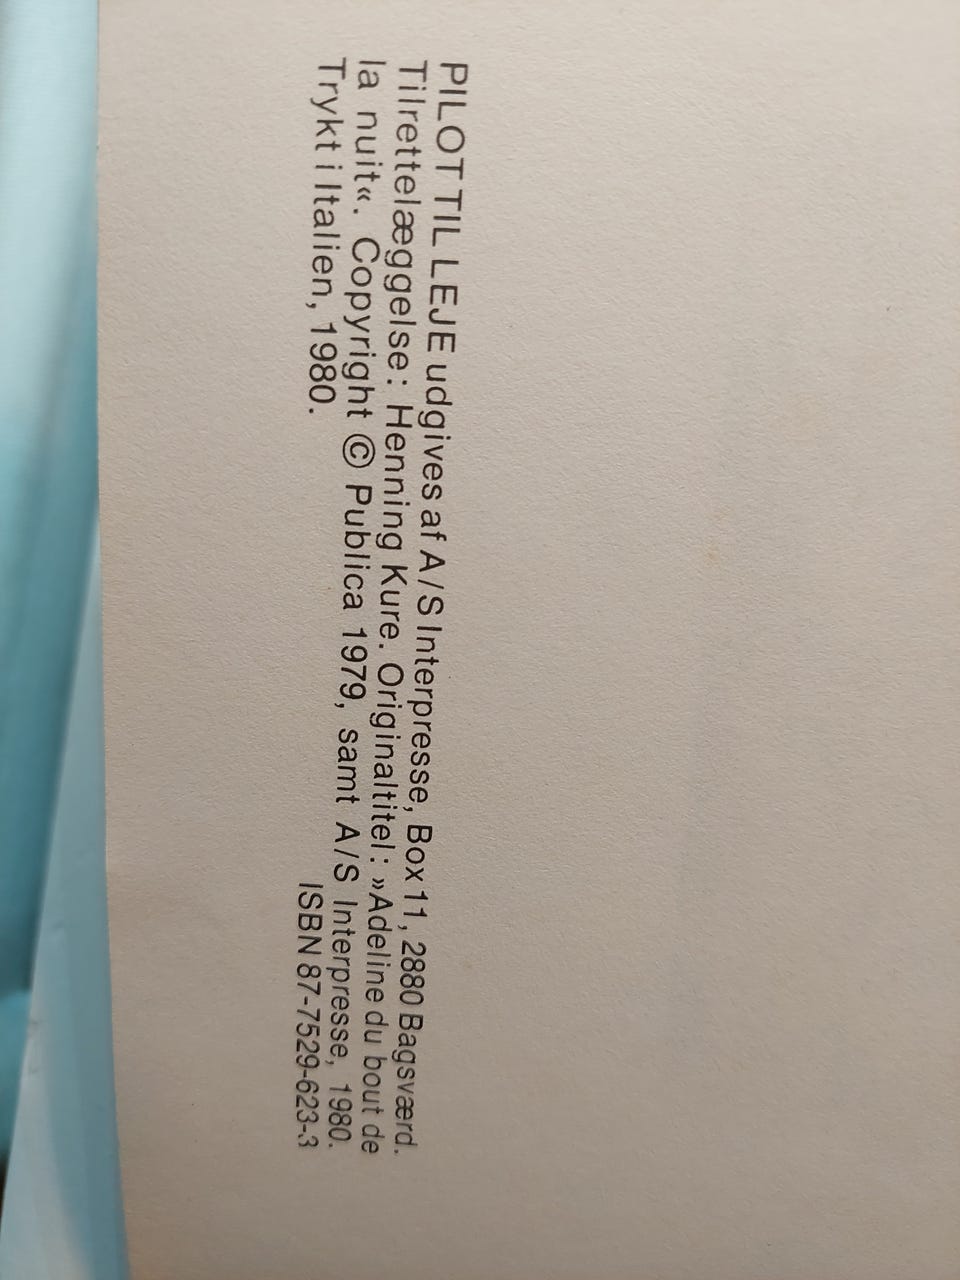 PILOT TIL LEJE udgives af A/S Interpresse, Box 11, 2880 Bagsværd.
Tilrettelæggelse: Henning Kure. Originaltitel: »Adeline du bout de
la nuit«. Copyright © Publica 1979, samt A/S Interpresse, 1980.
Trykt i Italien, 1980. ISBN 87-7529-623-3